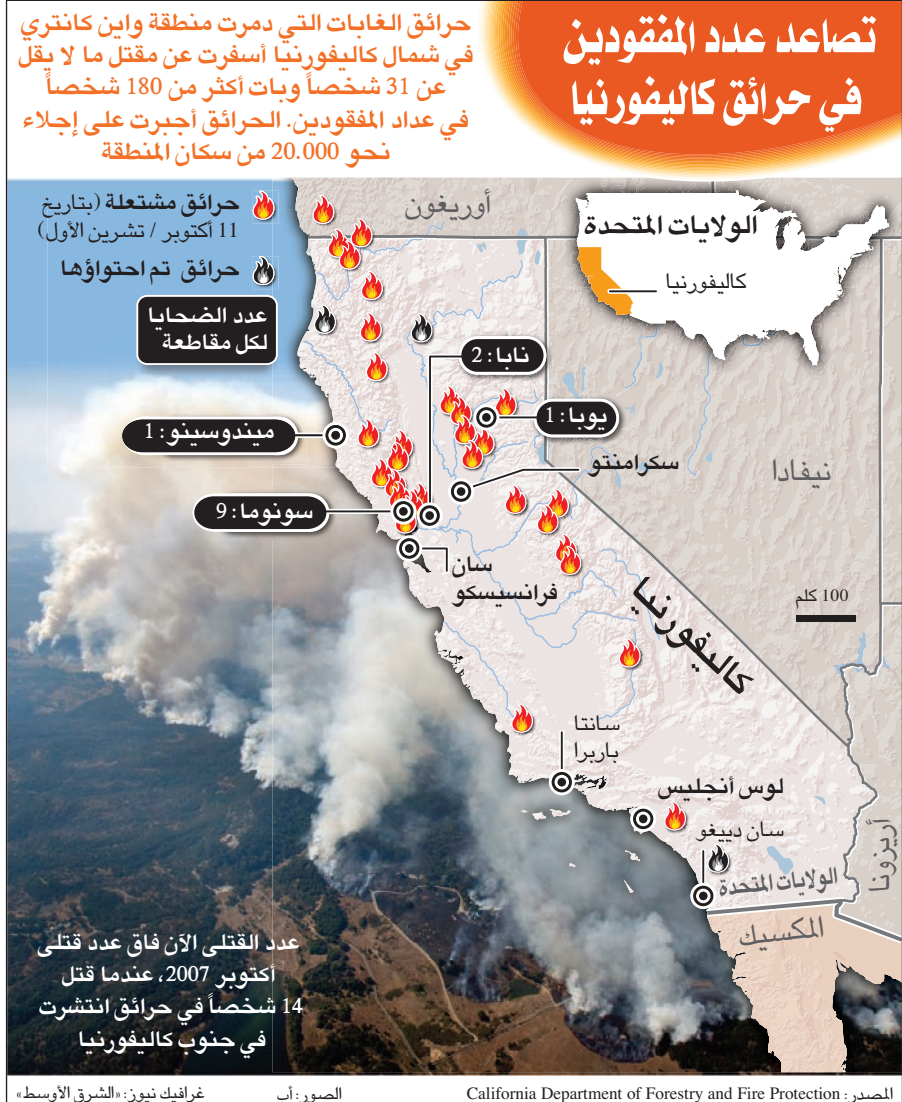 تصاعد عدد المفقودين
في حرائق كاليفورنيا
حرائق الغابات التي دمرت منطقة واين كانتري
في شمال كاليفورنيا أسفرت عن مقتل ما لا يقل
عن 31 شخصاً وبات أكثر من 180 شخصاً
في عداد المفقودين. الحرائق أجبرت على إجلاء
نحو 20.000 من سكان المنطقة
حرائق مشتعلة (بتاريخ
11 أكتوبر / تشرين الأول)
حرائق تم احتواؤها
عدد الضحايا
لكل مقاطعة
أوريغون
الولايات المتحدة
كاليفورنيا
نابا: 2
يوبا: 1
ميندوسينو: 1
سكرامنتو
نيفادا
سونوما: 9
سان
فرانسيسكو
100 كلم
كاليفورنيا
سانتا
باربرا
لوس أنجليس
سان دييغو
أريزونا
الولايات المتحدة
المكسيك
عدد القتلى الآن فاق عدد قتلى
أكتوبر 2007، عندما قتل
14 شخصاً في حرائق انتشرت
في جنوب كاليفورنيا
المصدر: California Department of Forestry and Fire Protection
الصور: أب
غرافيك نيوز: «الشرق الأوسط»